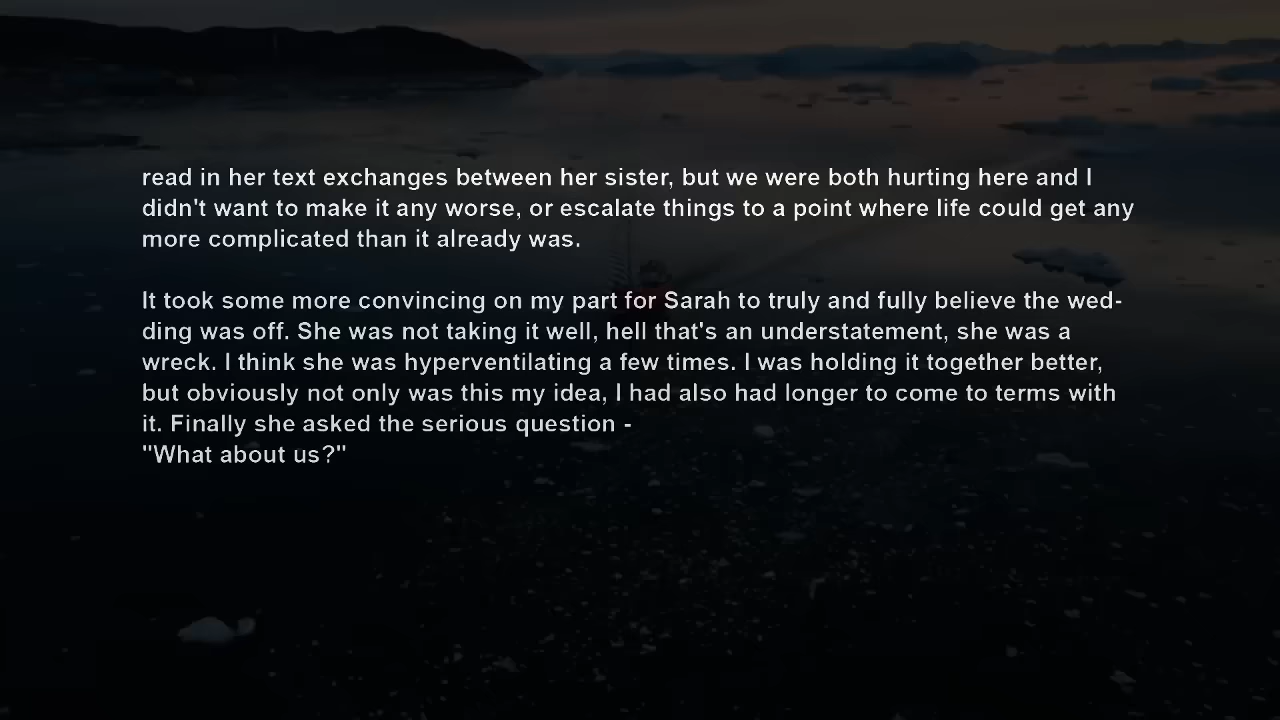 read in her text exchanges between her sister, but we were both hurting here and I
didn't want to make it any worse, or escalate things to a point where life could get any
more complicated than it already was.
It took some more convincing on my part for Sarah to truly and fully believe the wed-
ding was off. She was not taking it well, hell that's an understatement, she was a
wreck. I think she was hyperventilating a few times. I was holding it together better,
but obviously not only was this my idea, I had also had longer to come to terms with
it. Finally she asked the serious question -
"What about us?"